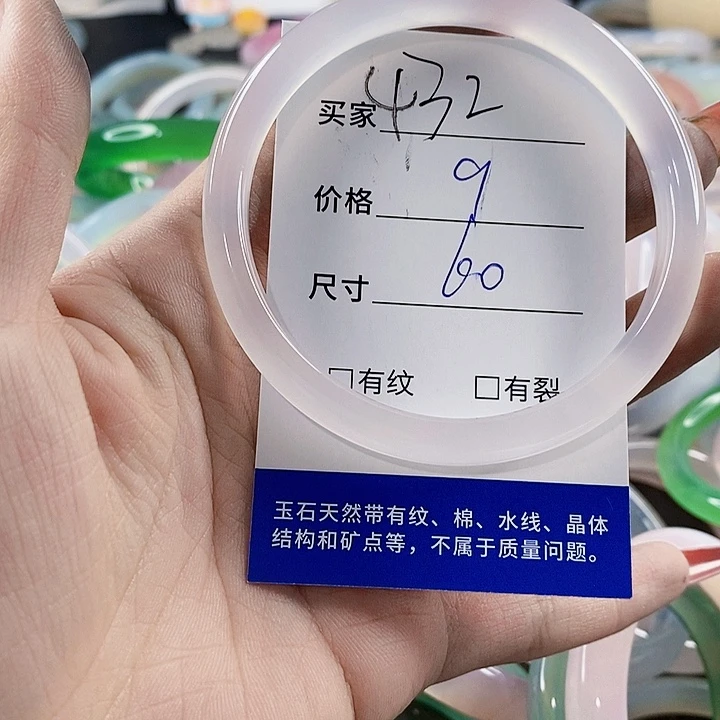 买家 432
价格 9
尺寸 60
□有纹 □有裂
玉石天然带有纹、棉、水线、晶体
结构和矿点等，不属于质量问题。